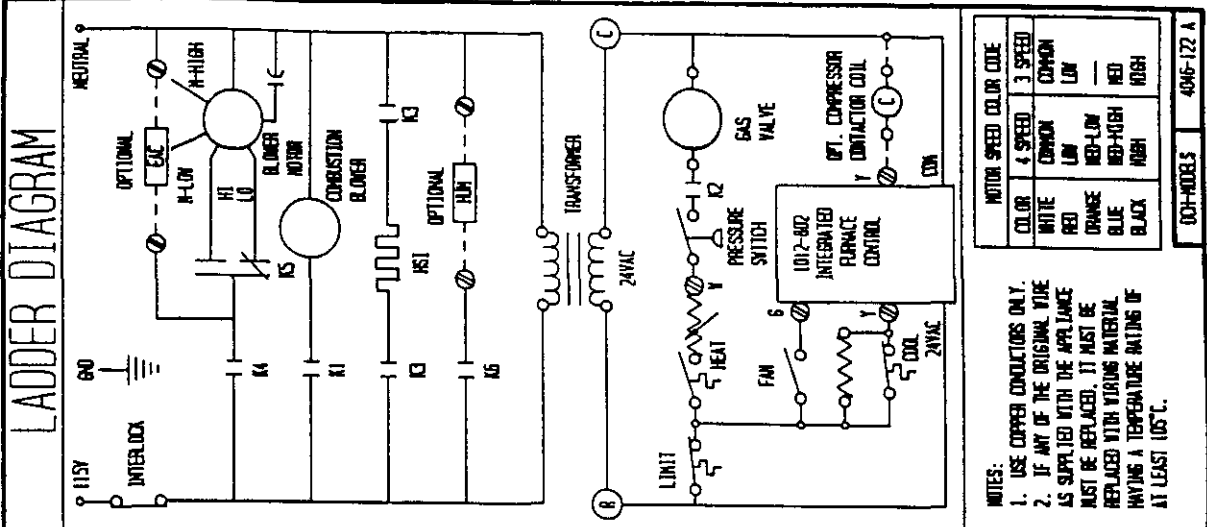 LADDER DIAGRAM
115V
INTERLOCK
GND
NEUTRAL
OPTIONAL
EAC
M-LOW
M-HIGH
HI
LO
BLOWER
MOTOR
C
K5
K4
COMBUSTION
BLOWER
K1
K3
HSI
K3
OPTIONAL
HUM
K6
TRANSFORMER
24VAC
R
C
LIMIT
HEAT
W
PRESSURE
SWITCH
K2
GAS
VALVE
FAN
G
1012-802
INTEGRATED
FURNACE
CONTROL
OPT. COMPRESSOR
CONTACTOR COIL
Y
C
COM
Y
COOL
24VAC
NOTES:
1. USE COPPER CONDUCTORS ONLY.
2. IF ANY OF THE ORIGINAL WIRE
AS SUPPLIED WITH THE APPLIANCE
MUST BE REPLACED, IT MUST BE
REPLACED WITH WIRING MATERIAL
HAVING A TEMPERATURE RATING OF
AT LEAST 105°C.
MOTOR SPEED COLOR CODE
COLOR 4 SPEED 3 SPEED
WHITE COMMON COMMON
RED LOW LOW
ORANGE MED-LOW ——
BLUE MED-HIGH MED
BLACK HIGH HIGH
4046-122 A